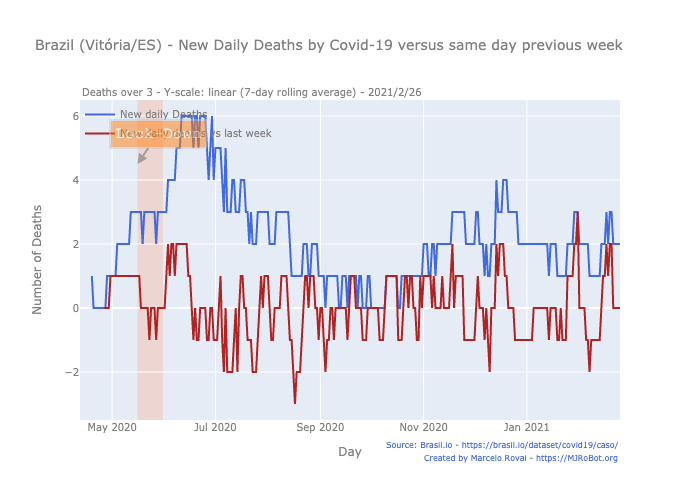 Brazil (Vitória/ES) - New Daily Deaths by Covid-19 versus same day previous week
Deaths over 3 - Y-scale: linear (7-day rolling average) - 2021/2/26
New daily Deaths
New daily Deaths vs last week
Lock-Down
6
4
2
0
−2
Number of Deaths
May 2020
Jul 2020
Sep 2020
Nov 2020
Jan 2021
Day
Source: Brasil.io - https://brasil.io/dataset/covid19/caso/
Created by Marcelo Rovai - https://MJRoBot.org